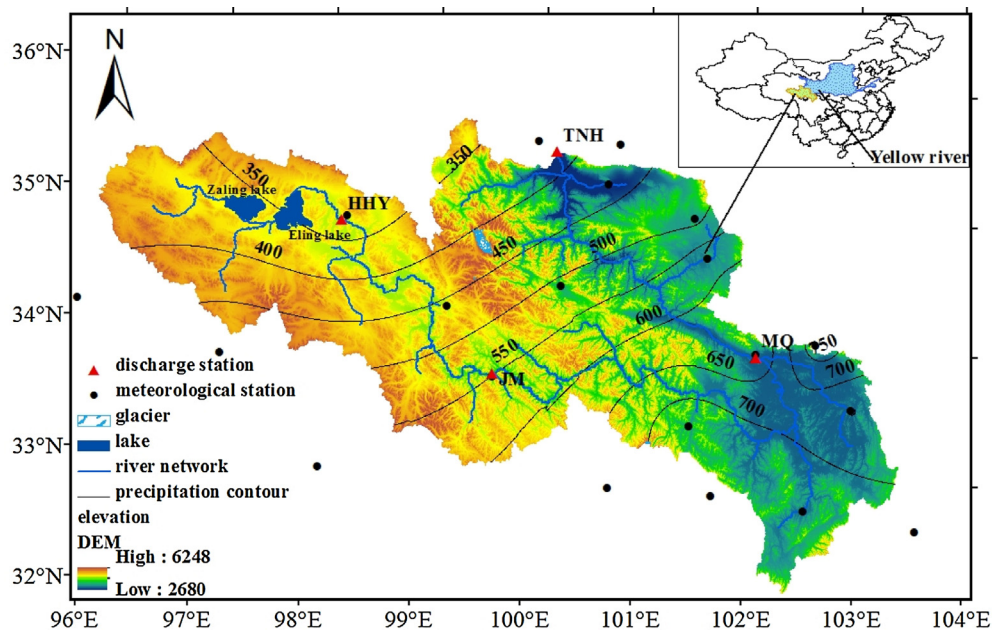 36°N
35°N
34°N
33°N
32°N
N
Yellow river
TNH
350
350
Zaling lake
HHY
Eling lake
400
450
500
600
550
JM
MQ
650
50
700
700
discharge station
meteorological station
glacier
lake
river network
precipitation contour
elevation
DEM
High : 6248
Low : 2680
96°E
97°E
98°E
99°E
100°E
101°E
102°E
103°E
104°E